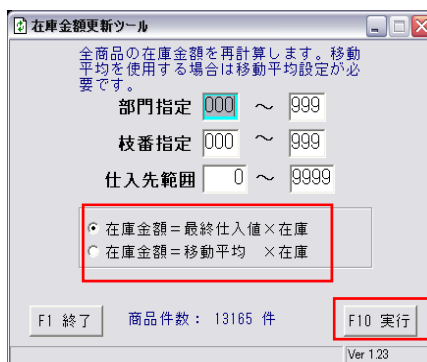 在庫金額更新ツール
全商品の在庫金額を再計算します。移動
平均を使用する場合は移動平均設定が必
要です。
部門指定 000 ～ 999
枝番指定 000 ～ 999
仕入先範囲 0 ～ 9999
在庫金額＝最終仕入値×在庫
在庫金額＝移動平均 ×在庫
F1 終了 商品件数： 13165 件 F10 実行
Ver 1.23